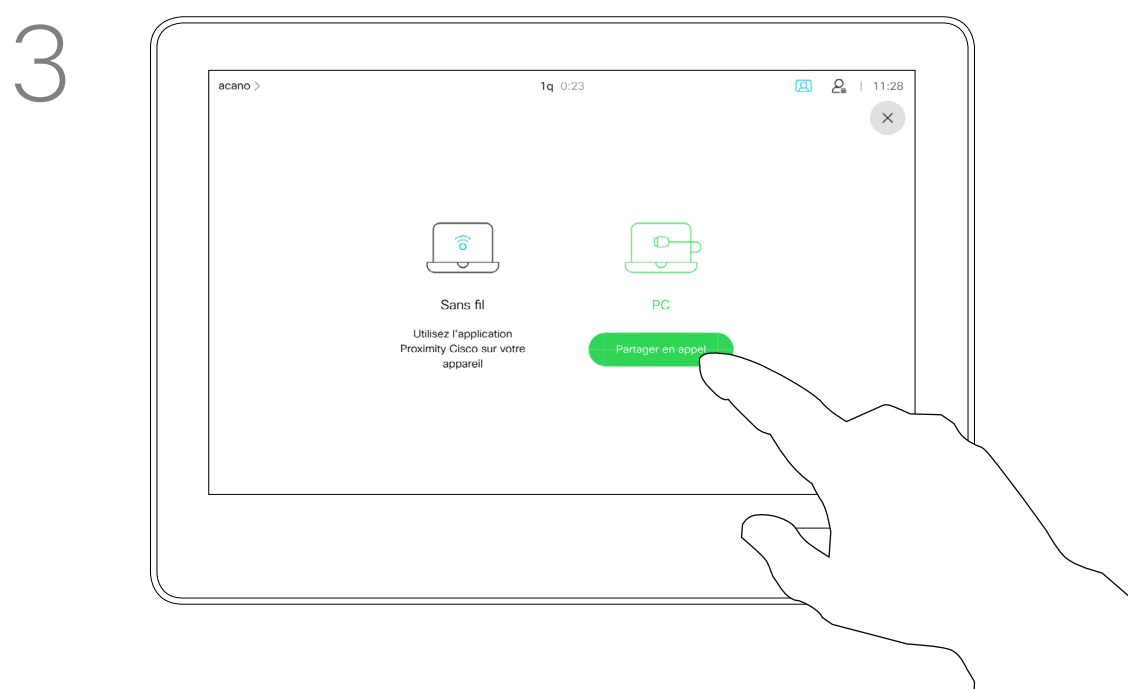 3
acano >
1q 0:23
11:28
Sans fil
Utilisez l'application
Proximity Cisco sur votre
appareil
PC
Partager en appel